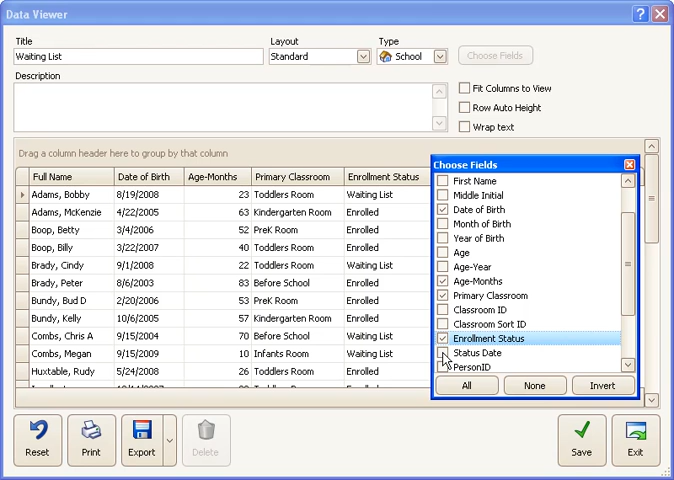 Data Viewer
Title Layout Type
Waiting List Standard School Choose Fields
Description
Fit Columns to View
Row Auto Height
Wrap text
Drag a column header here to group by that column
Full Name Date of Birth Age-Months Primary Classroom Enrollment Status
Adams, Bobby 8/19/2008 23 Toddlers Room Waiting List
Adams, McKenzie 4/22/2005 63 Kindergarten Room Enrolled
Boop, Betty 3/4/2006 52 PreK Room Enrolled
Boop, Billy 3/22/2007 40 Toddlers Room Enrolled
Brady, Cindy 9/1/2008 22 Toddlers Room Waiting List
Brady, Peter 8/6/2003 83 Before School Enrolled
Bundy, Bud D 2/20/2006 53 PreK Room Enrolled
Bundy, Kelly 10/6/2005 57 Kindergarten Room Enrolled
Combs, Chris A 9/15/2004 70 Before School Waiting List
Combs, Megan 9/15/2009 10 Infants Room Waiting List
Huxtable, Rudy 5/24/2008 26 Toddlers Room Enrolled
Choose Fields
First Name
Middle Initial
Date of Birth
Month of Birth
Year of Birth
Age
Age-Year
Age-Months
Primary Classroom
Classroom ID
Classroom Sort ID
Enrollment Status
Status Date
PersonID
All None Invert
Reset Print Export Delete Save Exit